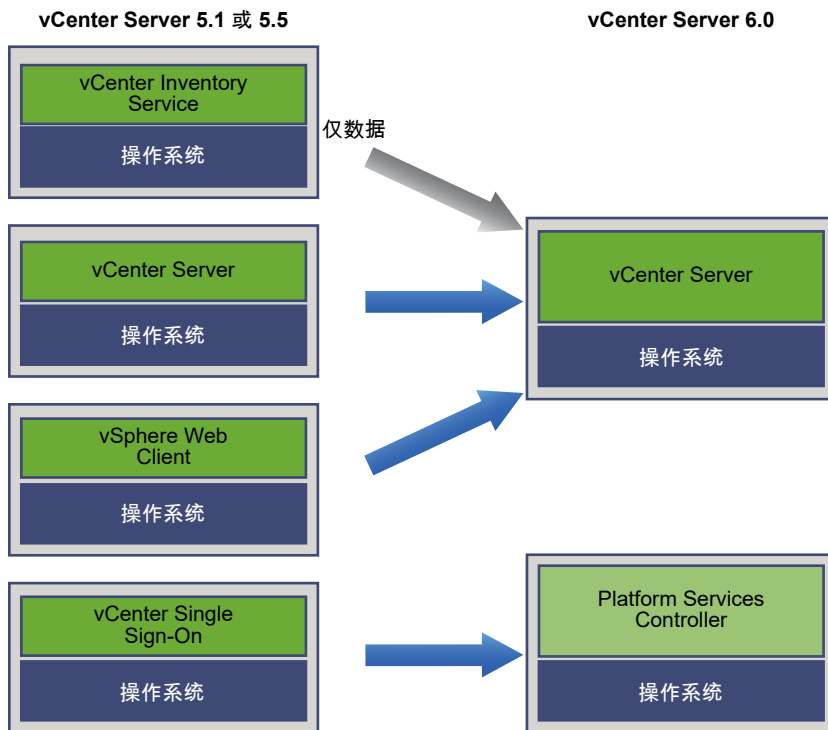 vCenter Server 5.1 或 5.5
vCenter Inventory
Service
操作系统
仅数据
vCenter Server
操作系统
vSphere Web
Client
操作系统
vCenter Single
Sign-On
操作系统
vCenter Server 6.0
vCenter Server
操作系统
Platform Services
Controller
操作系统